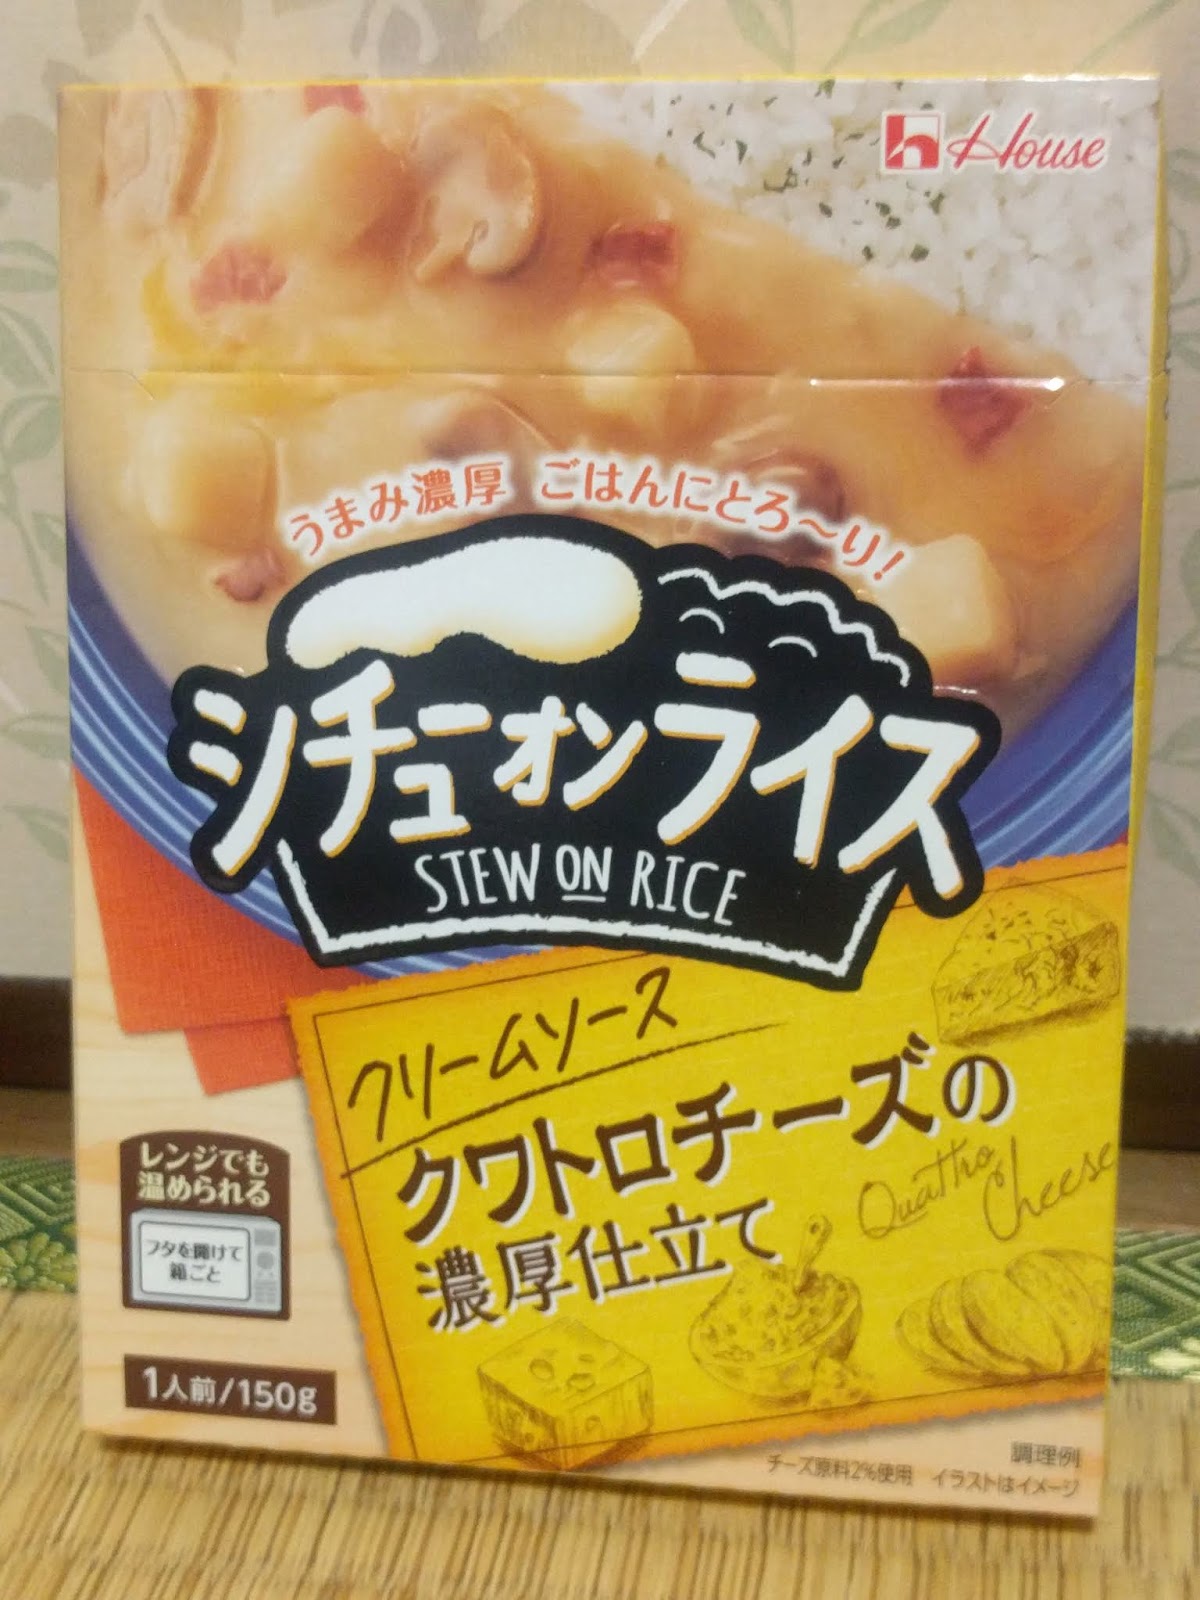 House
うまみ濃厚 ごはんにとろ～り!
シチューオンライス
STEW ON RICE
クリームソース
クワトロチーズの
濃厚仕立て
Quattro
Cheese
レンジでも
温められる
フタを開けて
箱ごと
1人前/150g
調理例
チーズ原料2%使用 イラストはイメージ